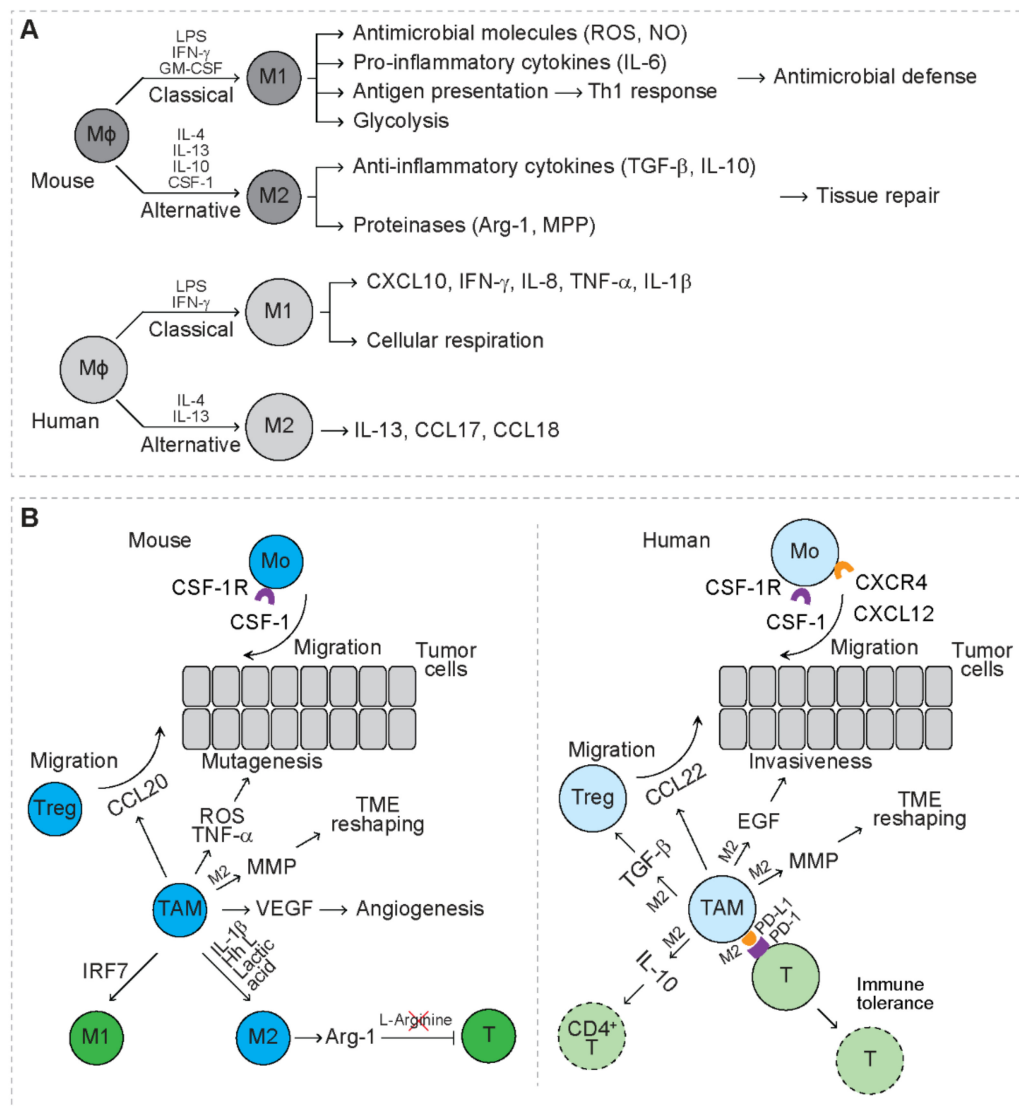 A
LPS
IFN-γ
GM-CSF
Classical
M1
Antimicrobial molecules (ROS, NO)
Pro-inflammatory cytokines (IL-6)
Antigen presentation → Th1 response
Glycolysis
→ Antimicrobial defense
Mϕ
Mouse
IL-4
IL-13
IL-10
CSF-1
Alternative
M2
Anti-inflammatory cytokines (TGF-β, IL-10)
Proteinases (Arg-1, MPP)
→ Tissue repair
LPS
IFN-γ
Classical
M1
CXCL10, IFN-γ, IL-8, TNF-α, IL-1β
Cellular respiration
Mϕ
Human
IL-4
IL-13
Alternative
M2
IL-13, CCL17, CCL18
B
Mouse
Mo
CSF-1R
CSF-1
Migration
Tumor
cells
Migration
Treg
CCL20
Mutagenesis
ROS
TNF-α
TME
reshaping
M2
MMP
TAM
VEGF → Angiogenesis
IRF7
IL-1β
Hh L
Lactic
acid
M1
M2
Arg-1
L-Arginine
T
Human
Mo
CSF-1R
CXCR4
CSF-1
CXCL12
Migration
Tumor
cells
Migration
Treg
CCL22
Invasiveness
EGF
TME
reshaping
M2
M2
MMP
TGF-β
M2
TAM
PD-L1
PD-1
M2
M2
IL-10
T
CD4⁺
T
Immune
tolerance
T